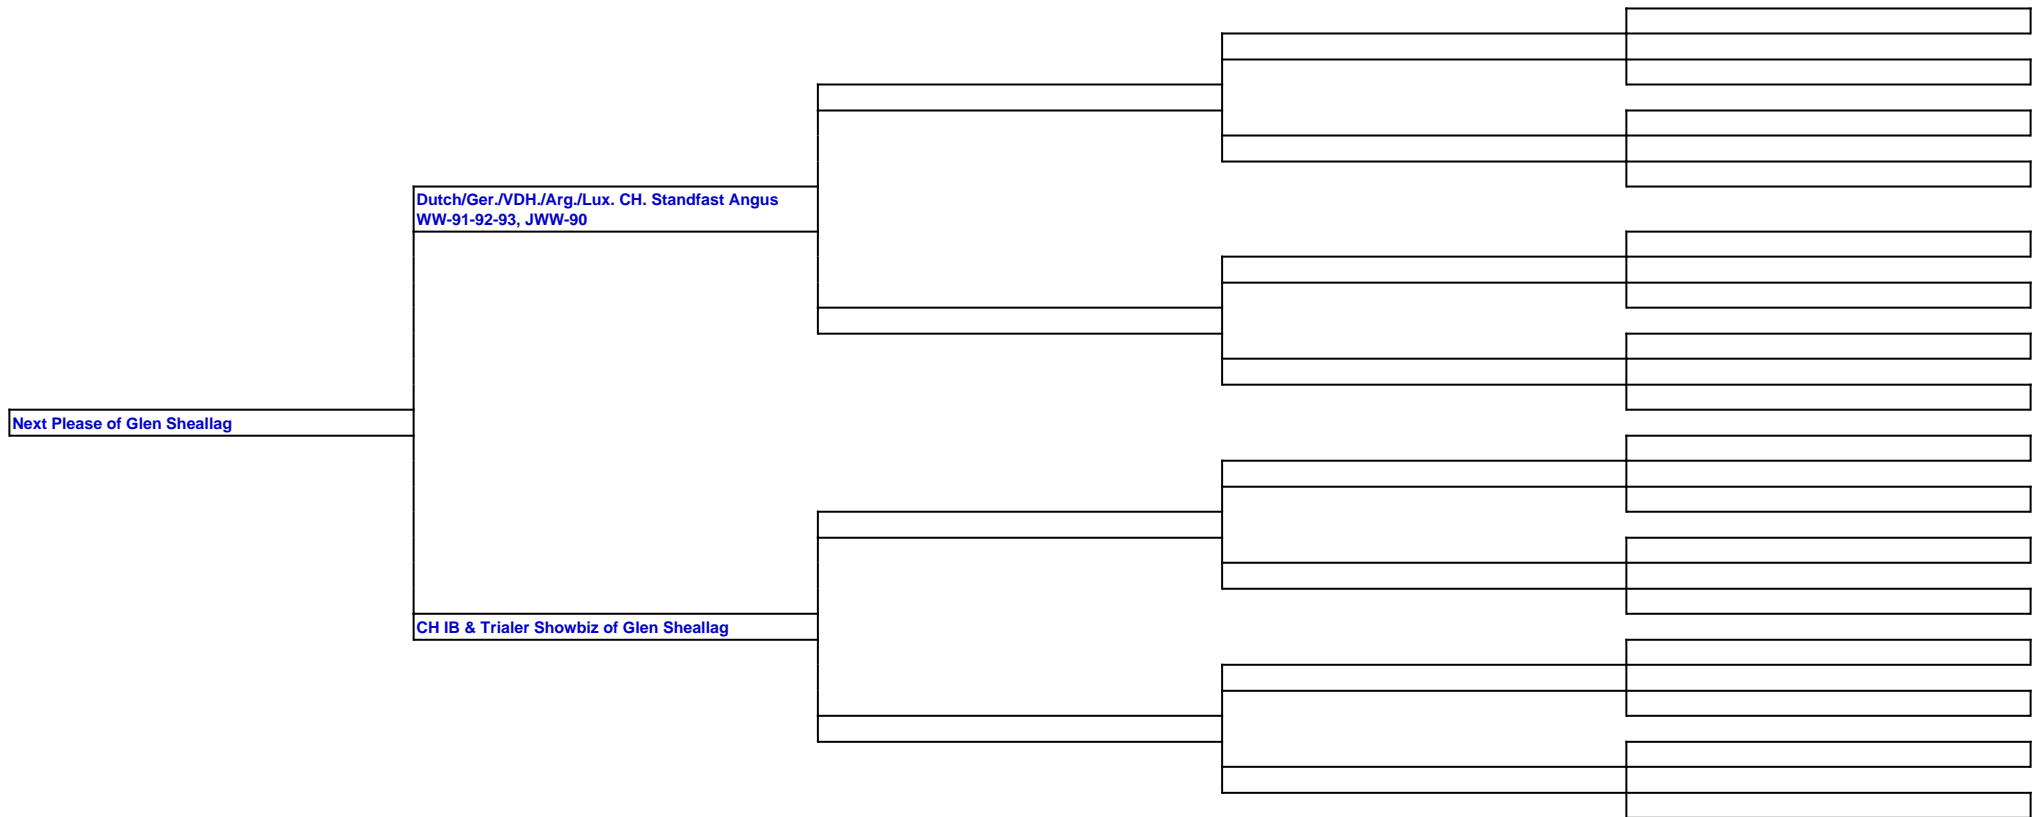 Dutch/Ger./VDH./Arg./Lux. CH. Standfast Angus
WW-91-92-93, JWW-90
Next Please of Glen Sheallag
CH IB & Trialer Showbiz of Glen Sheallag